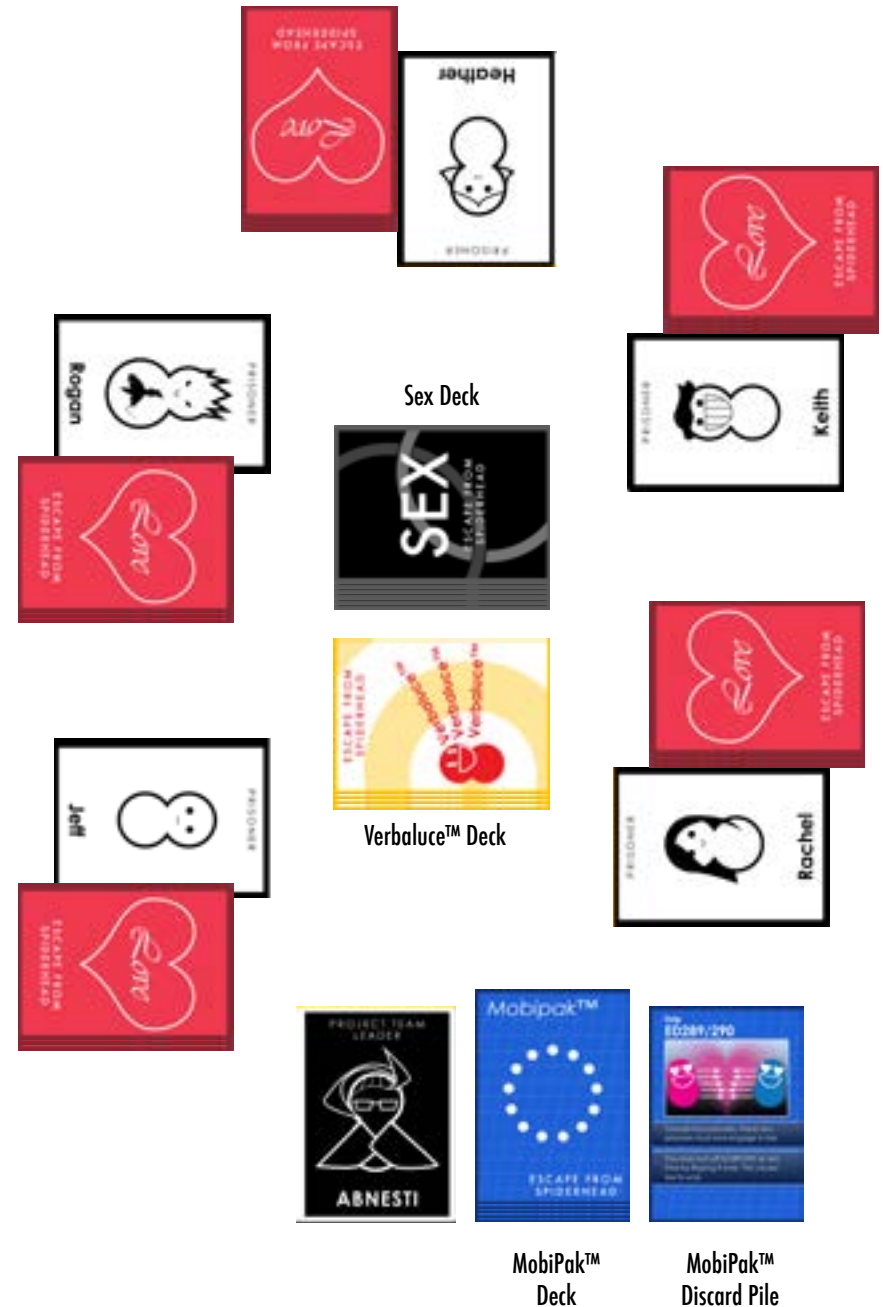 ESCAPE FROM
SPIDERHEAD
Love
Heather
PRISONER
Love
ESCAPE FROM
SPIDERHEAD
PRISONER
Keith
Rogan
PRISONER
ESCAPE FROM
SPIDERHEAD
Love
Sex Deck
SEX
ESCAPE FROM
SPIDERHEAD
ESCAPE FROM
SPIDERHEAD
Verbaluce™
Verbaluce™
Verbaluce™
Verbaluce™ Deck
Love
ESCAPE FROM
SPIDERHEAD
PRISONER
Rachel
Jeff
PRISONER
ESCAPE FROM
SPIDERHEAD
Love
PROJECT TEAM
LEADER
ABNESTI
Mobipak™
ESCAPE FROM
SPIDERHEAD
ED289/290
MobiPak™
Deck
MobiPak™
Discard Pile